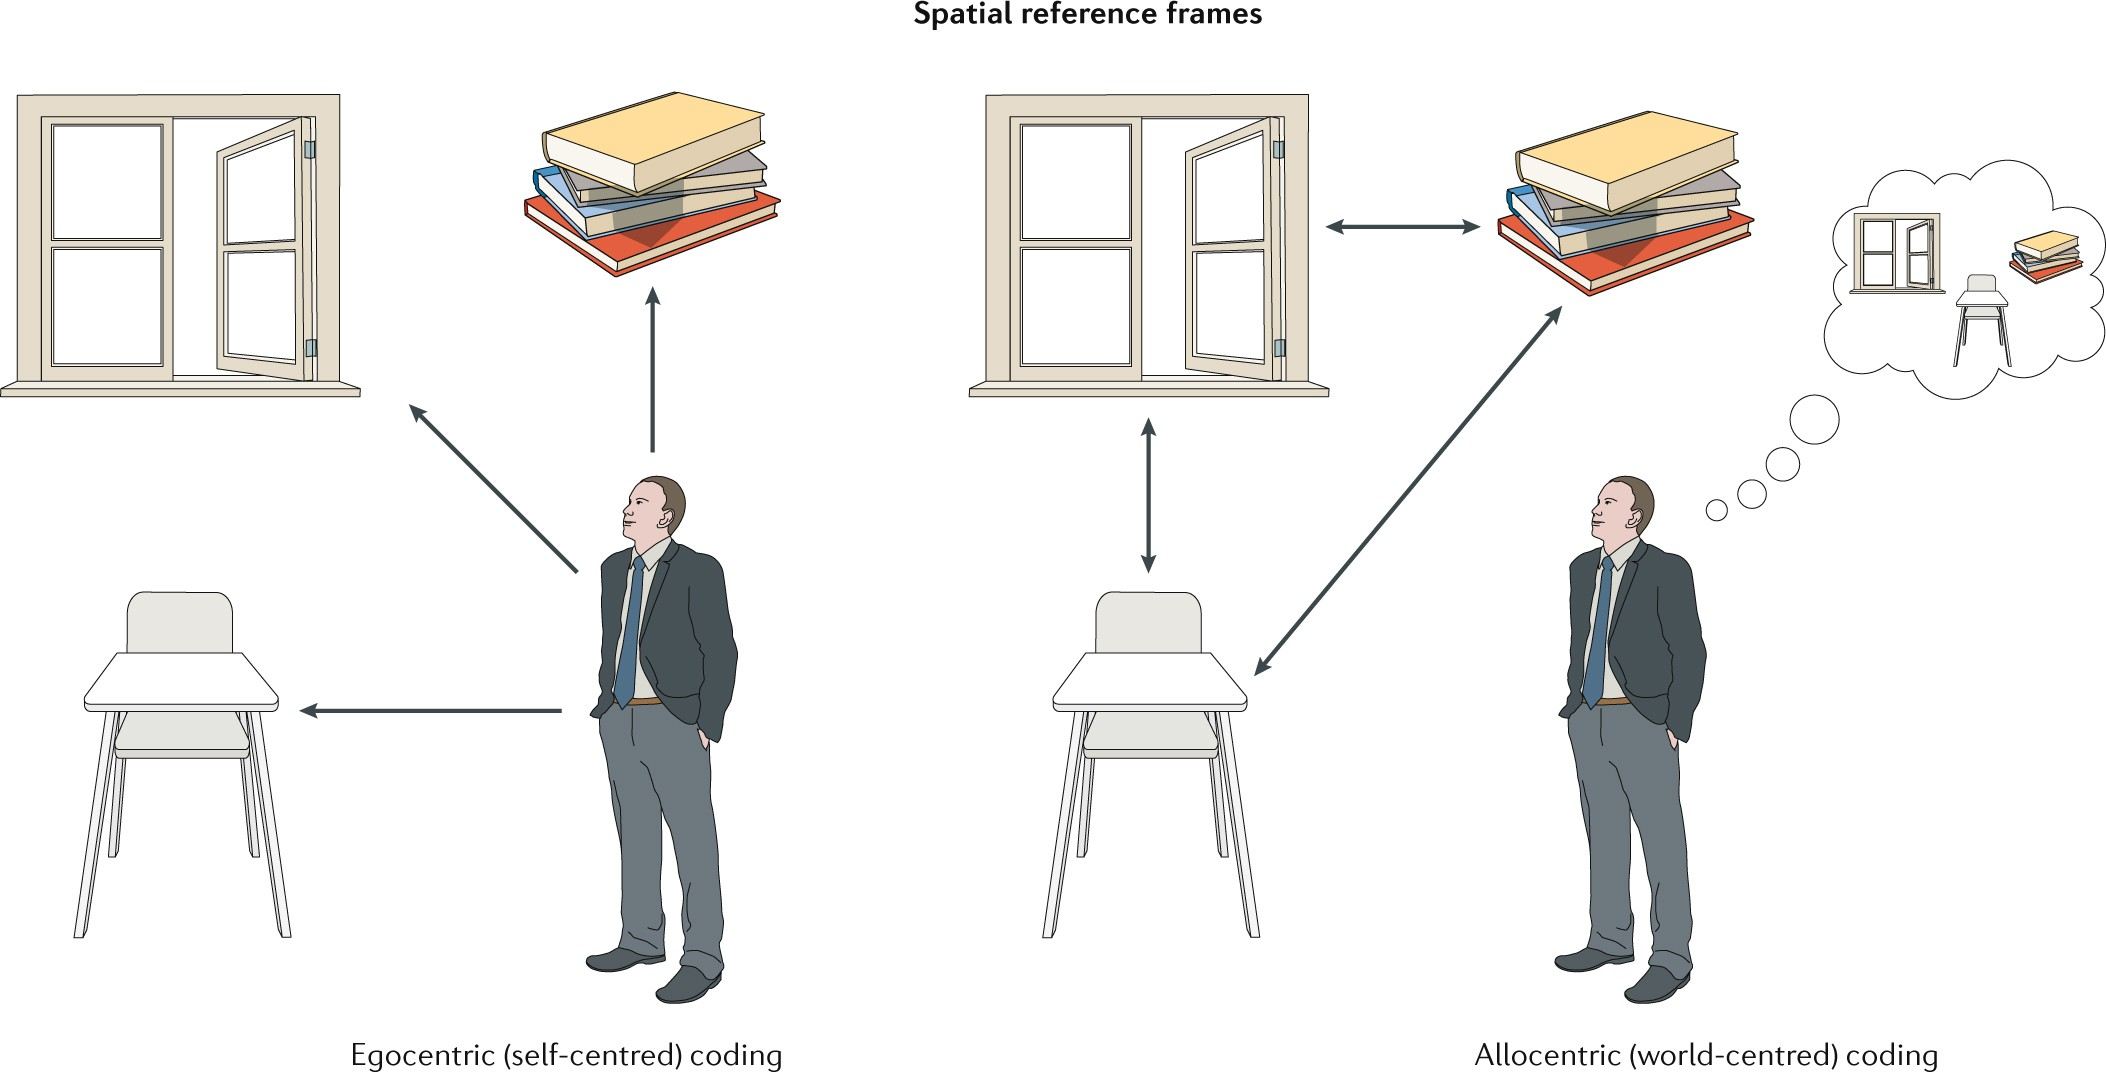 Spatial reference frames
Egocentric (self-centred) coding
Allocentric (world-centred) coding